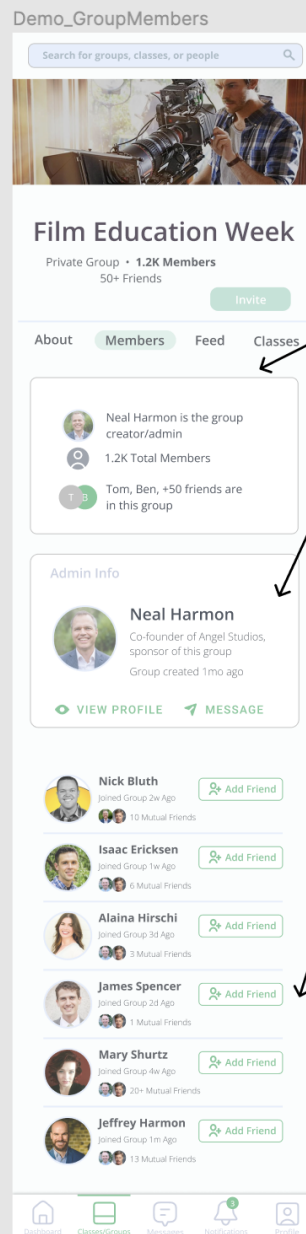 Demo_GroupMembers
Search for groups, classes, or people
Film Education Week
Private Group • 1.2K Members
50+ Friends
Invite
About Members Feed Classes
Neal Harmon is the group
creator/admin
1.2K Total Members
T B
Tom, Ben, +50 friends are
in this group
Admin Info
Neal Harmon
Co-founder of Angel Studios,
sponsor of this group
Group created 1mo ago
VIEW PROFILE MESSAGE
Nick Bluth
Joined Group 2w Ago
10 Mutual Friends
Add Friend
Isaac Ericksen
Joined Group 1w Ago
6 Mutual Friends
Add Friend
Alaina Hirschi
Joined Group 3d Ago
3 Mutual Friends
Add Friend
James Spencer
Joined Group 2d Ago
1 Mutual Friends
Add Friend
Mary Shurtz
Joined Group 4w Ago
20+ Mutual Friends
Add Friend
Jeffrey Harmon
Joined Group 1m Ago
13 Mutual Friends
Add Friend
3
Dashboard Classes/Groups Messages Notifications Profile